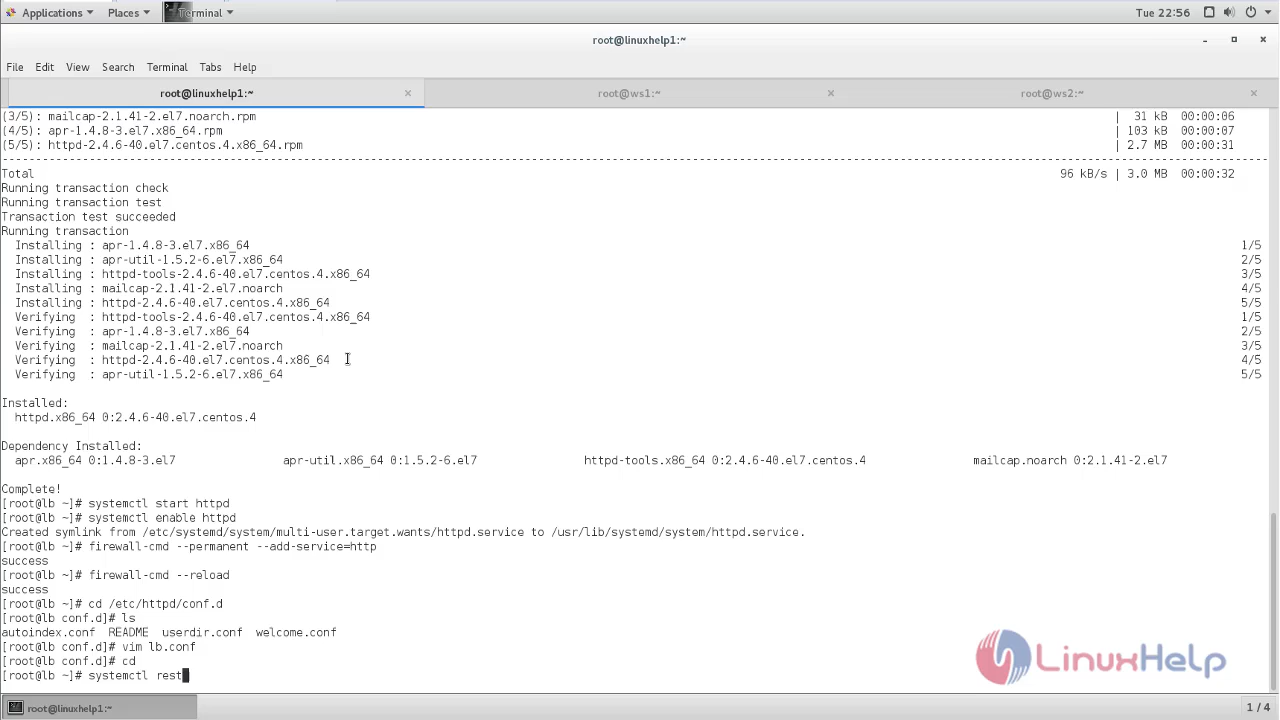 Applications Places Terminal Tue 22:56
root@linuxhelp1:~
File Edit View Search Terminal Tabs Help
root@linuxhelp1:~ × root@ws1:~ × root@ws2:~ ×
(3/5): mailcap-2.1.41-2.el7.noarch.rpm | 31 kB 00:00:06
(4/5): apr-1.4.8-3.el7.x86_64.rpm | 103 kB 00:00:07
(5/5): httpd-2.4.6-40.el7.centos.4.x86_64.rpm | 2.7 MB 00:00:31
--------------------------------------------------------------------------------
Total 96 kB/s | 3.0 MB 00:00:32
Running transaction check
Running transaction test
Transaction test succeeded
Running transaction
Installing : apr-1.4.8-3.el7.x86_64 1/5
Installing : apr-util-1.5.2-6.el7.x86_64 2/5
Installing : httpd-tools-2.4.6-40.el7.centos.4.x86_64 3/5
Installing : mailcap-2.1.41-2.el7.noarch 4/5
Installing : httpd-2.4.6-40.el7.centos.4.x86_64 5/5
Verifying : httpd-tools-2.4.6-40.el7.centos.4.x86_64 1/5
Verifying : apr-1.4.8-3.el7.x86_64 2/5
Verifying : mailcap-2.1.41-2.el7.noarch 3/5
Verifying : httpd-2.4.6-40.el7.centos.4.x86_64 4/5
Verifying : apr-util-1.5.2-6.el7.x86_64 5/5
Installed:
httpd.x86_64 0:2.4.6-40.el7.centos.4
Dependency Installed:
apr.x86_64 0:1.4.8-3.el7 apr-util.x86_64 0:1.5.2-6.el7 httpd-tools.x86_64 0:2.4.6-40.el7.centos.4 mailcap.noarch 0:2.1.41-2.el7
Complete!
[root@lb ~]# systemctl start httpd
[root@lb ~]# systemctl enable httpd
Created symlink from /etc/systemd/system/multi-user.target.wants/httpd.service to /usr/lib/systemd/system/httpd.service.
[root@lb ~]# firewall-cmd --permanent --add-service=http
success
[root@lb ~]# firewall-cmd --reload
success
[root@lb ~]# cd /etc/httpd/conf.d
[root@lb conf.d]# ls
autoindex.conf README userdir.conf welcome.conf
[root@lb conf.d]# vim lb.conf
[root@lb conf.d]# cd
[root@lb ~]# systemctl rest
LinuxHelp
root@linuxhelp1:~ 1 / 4